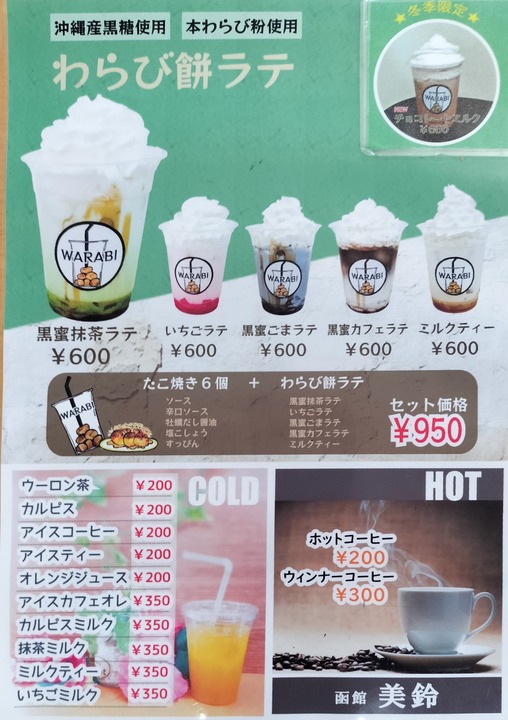 沖縄産黒糖使用 本わらび粉使用
わらび餅ラテ
★冬季限定★
WARABI
NEW
チョコレートミルク
WARABI
WARABI
WARABI
WARABI
WARABI
黒蜜抹茶ラテ
¥600
いちごラテ
¥600
黒蜜ごまラテ
¥600
黒蜜カフェラテ
¥600
ミルクティー
¥600
WARABI
たこ焼き6個 + わらび餅ラテ
ソース
辛口ソース
牡蠣だし醤油
塩こしょう
すっぴん
黒蜜抹茶ラテ
いちごラテ
黒蜜ごまラテ
黒蜜カフェラテ
ミルクティー
セット価格
¥950
COLD
ウーロン茶 ¥200
カルピス ¥200
アイスコーヒー ¥200
アイスティー ¥200
オレンジジュース ¥200
アイスカフェオレ ¥350
カルピスミルク ¥350
抹茶ミルク ¥350
ミルクティー ¥350
いちごミルク ¥350
HOT
ホットコーヒー
¥200
ウィンナーコーヒー
¥300
函館 美鈴